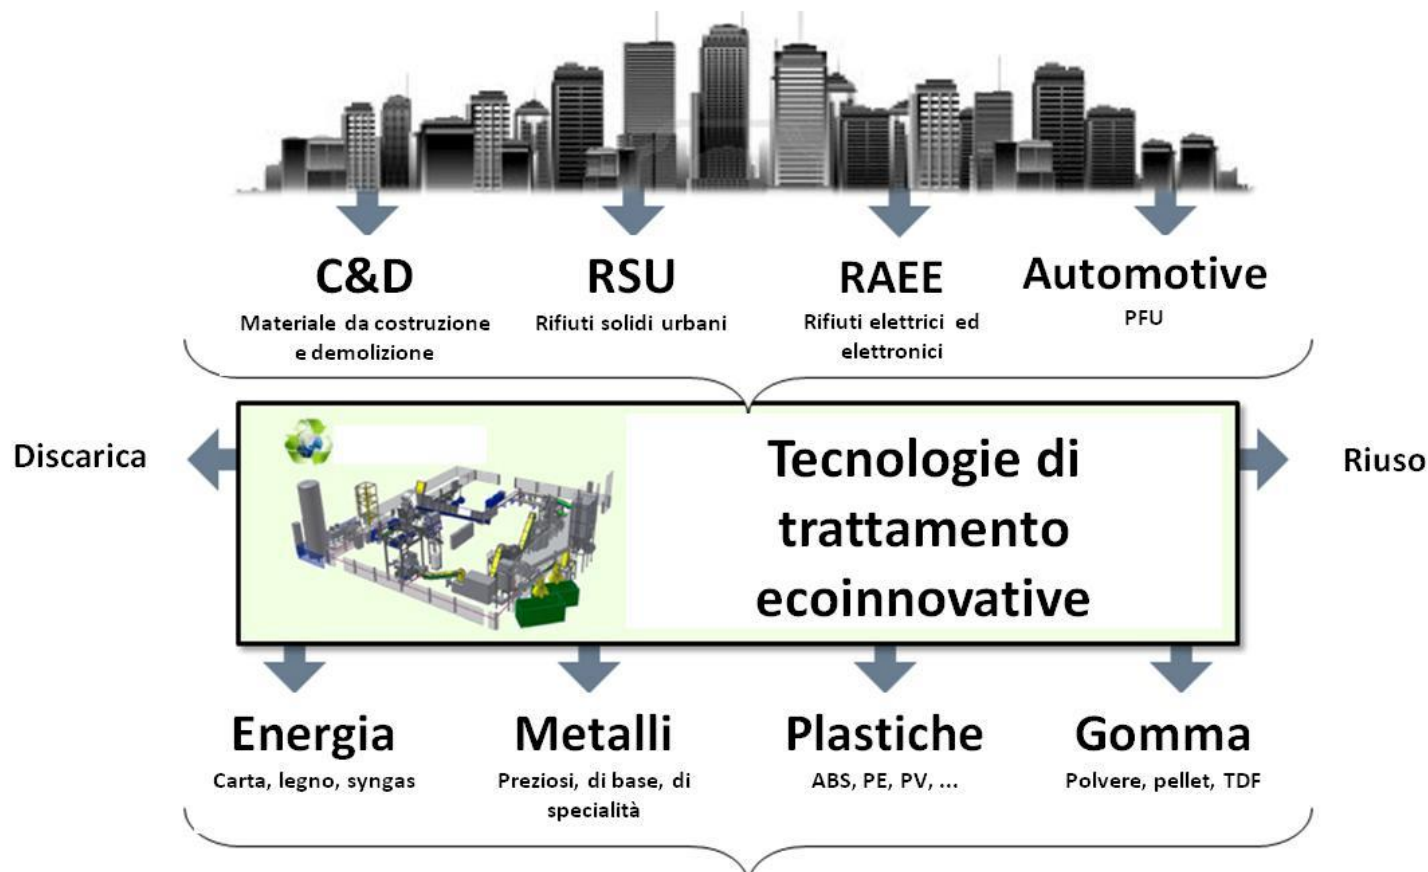 C&D
RSU
RAEE
Automotive
Materiale da costruzione
e demolizione
Rifiuti solidi urbani
Rifiuti elettrici ed
elettronici
PFU
Discarica
Tecnologie di
trattamento
ecoinnovative
Riuso
Energia
Metalli
Plastiche
Gomma
Carta, legno, syngas
Preziosi, di base, di
specialità
ABS, PE, PV, ...
Polvere, pellet, TDF